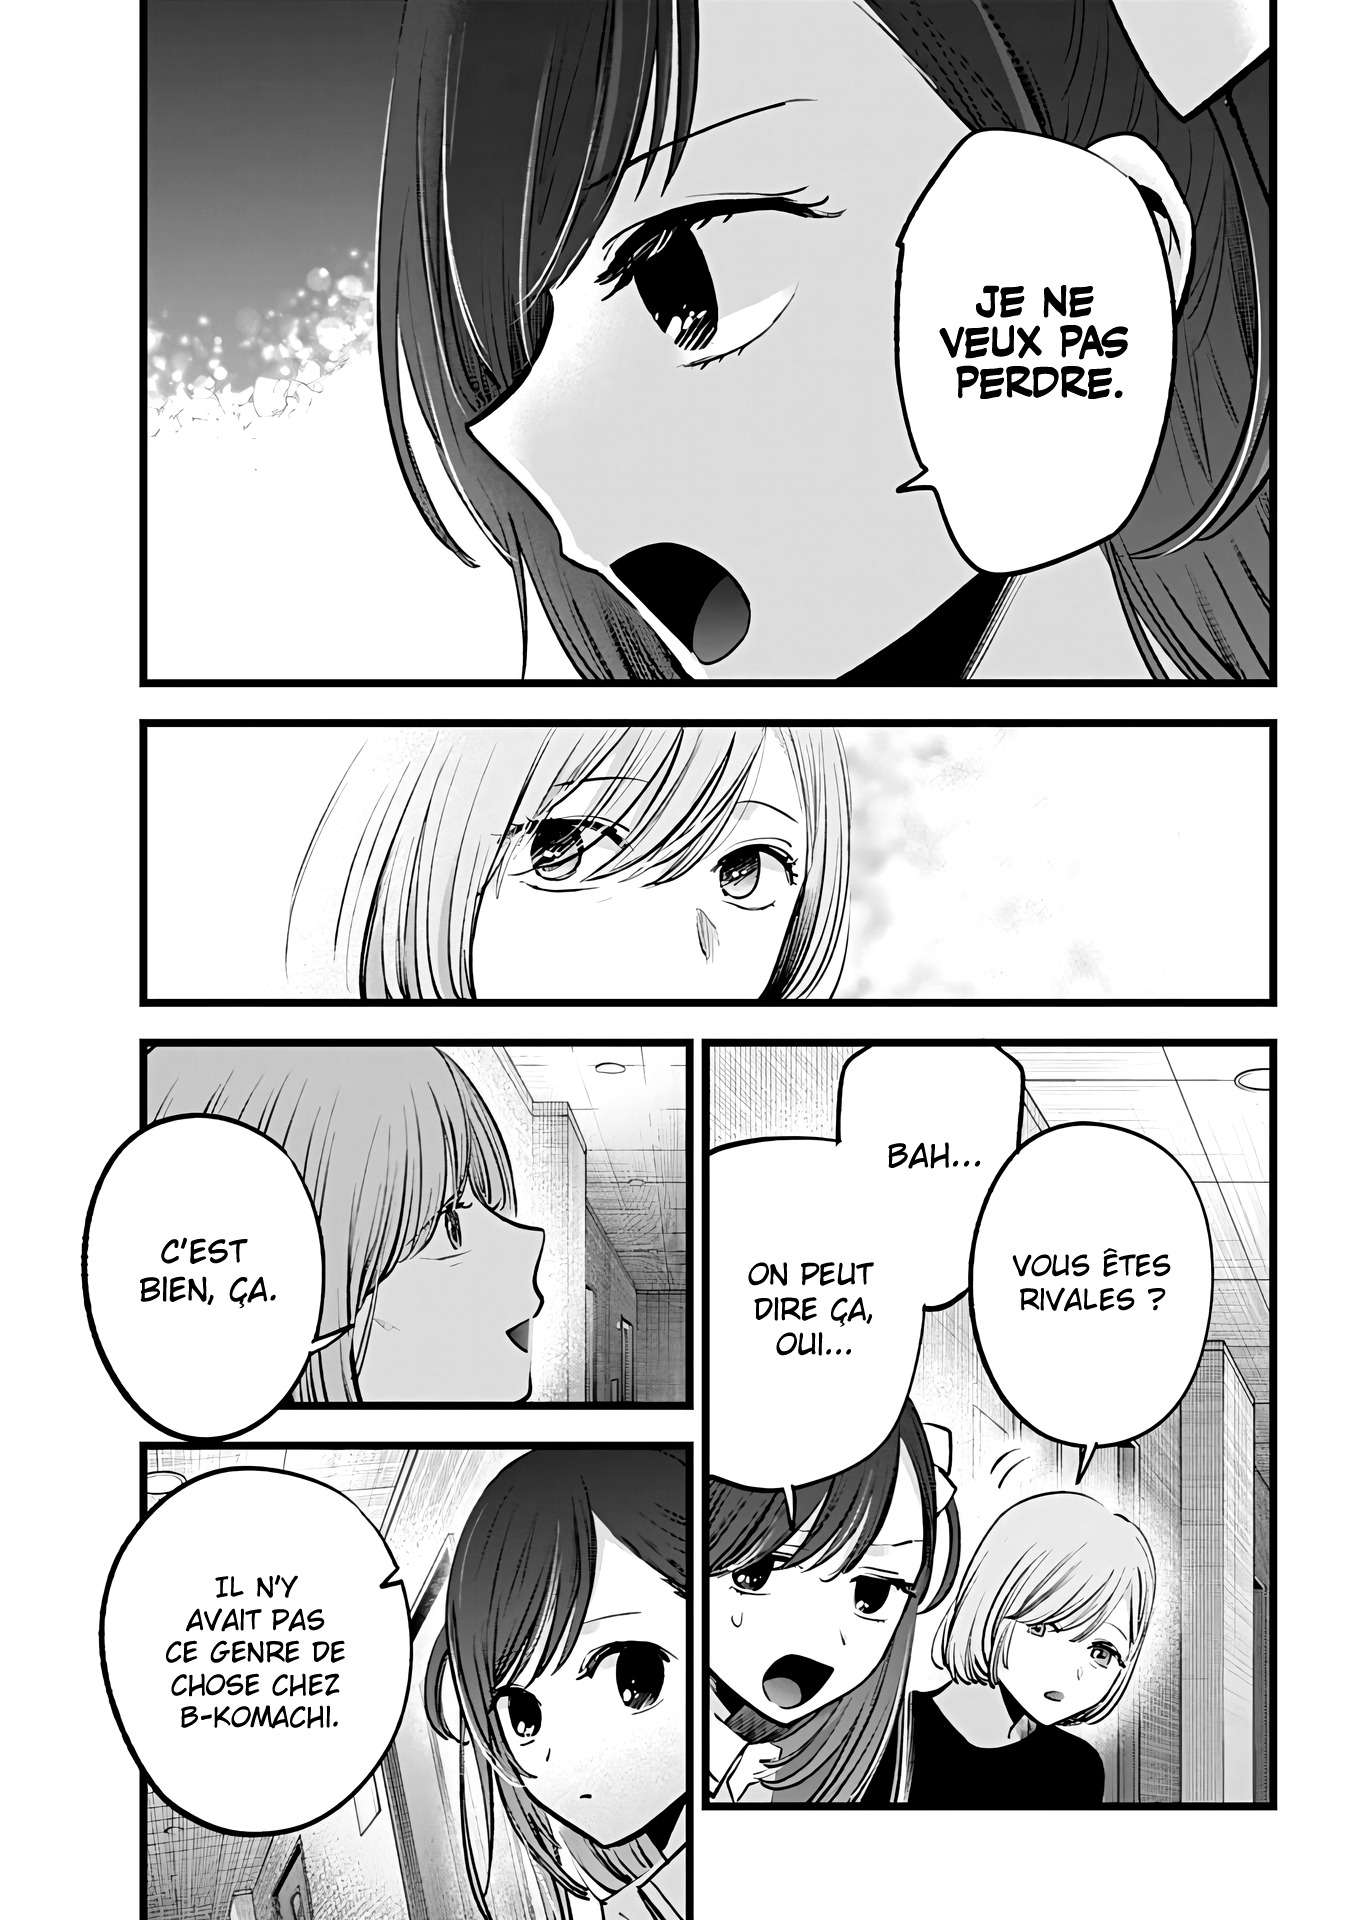 JE NE
VEUX PAS
PERDRE.
VOUS ÊTES
RIVALES ?
BAH...
ON PEUT
DIRE ÇA,
OUI...
C'EST
BIEN, ÇA.
IL N'Y
AVAIT PAS
CE GENRE DE
CHOSE CHEZ
B-KOMACHI.